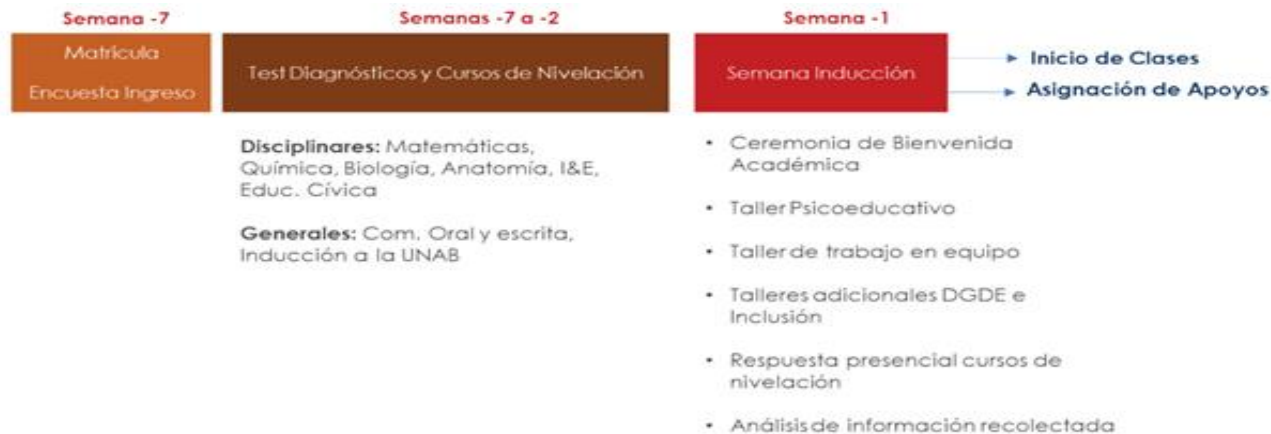 Semana -7
Semanas -7 a -2
Semana -1
Matrícula
Encuesta Ingreso
Test Diagnósticos y Cursos de Nivelación
Semana Inducción
Inicio de Clases
Asignación de Apoyos
Disciplinares: Matemáticas,
Química, Biología, Anatomía, I&E,
Educ. Cívica
Generales: Com. Oral y escrita,
Inducción a la UNAB
• Ceremonia de Bienvenida
Académica
• Taller Psicoeducativo
• Taller de trabajo en equipo
• Talleres adicionales DGDE e
Inclusión
• Respuesta presencial cursos de
nivelación
• Análisis de información recolectada